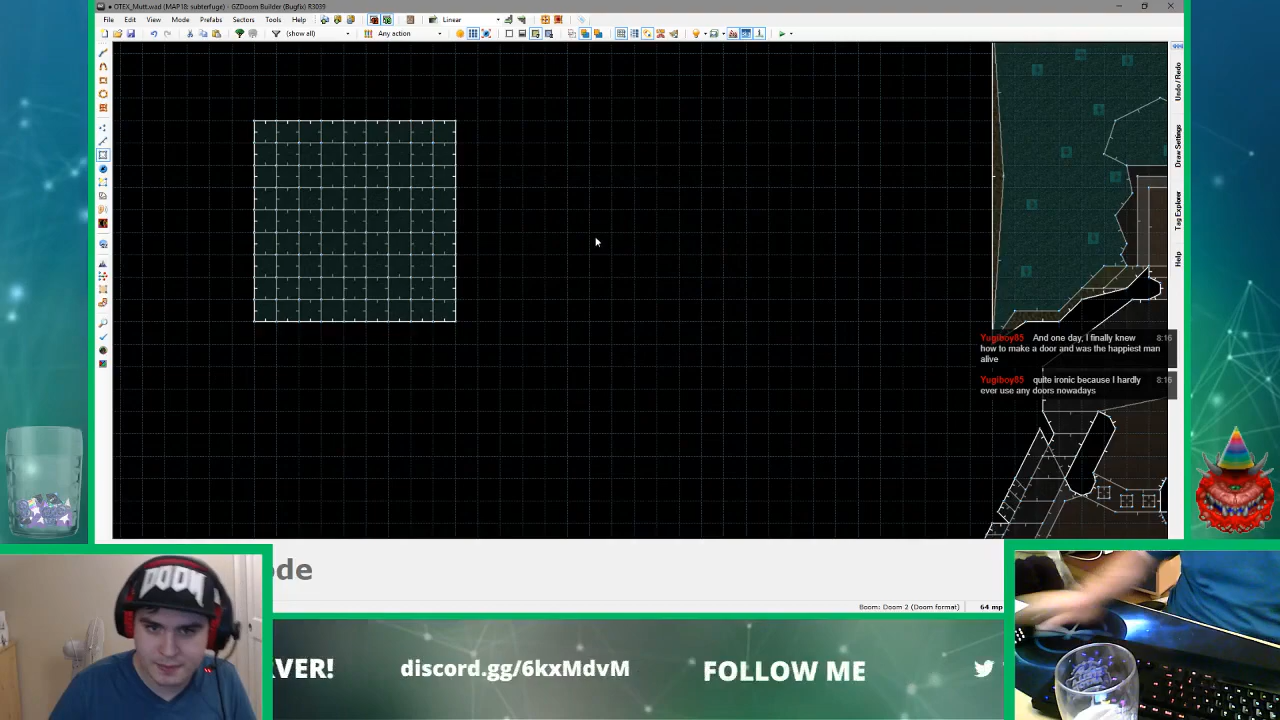 OTEX_Mutt.wad (MAP18: subterfuge) - GZDoom Builder (Bugfix) R3039
File Edit View Mode Prefabs Sectors Tools Help Linear
(show all) Any action
Undo / Redo
Draw Settings
Tag Explorer
Help
Yugiboy85 And one day, I finally knew 8:16
how to make a door and was the happiest man
alive
Yugiboy85 quite ironic because I hardly 8:16
ever use any doors nowadays
ode
Boom: Doom 2 (Doom format) 64 mp
DOOM
VER! discord.gg/6kxMdvM FOLLOW ME